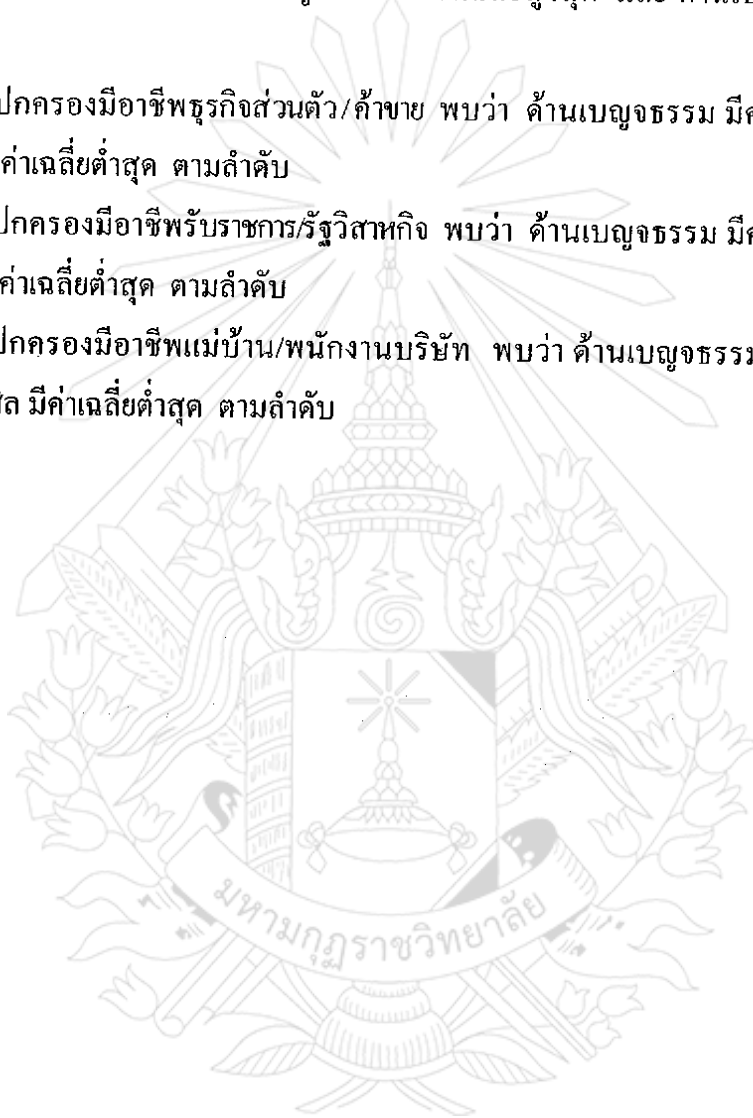 ปกครองมีอาชีพธุรกิจส่วนตัว/ค้าขาย พบว่า ด้านเบญจธรรม มี
ค่าเฉลี่ยต่ำสุด ตามลำดับ
ปกครองมีอาชีพรับราชการ/รัฐวิสาหกิจ พบว่า ด้านเบญจธรรม มี
ค่าเฉลี่ยต่ำสุด ตามลำดับ
ปกครองมีอาชีพแม่บ้าน/พนักงานบริษัท พบว่า ด้านเบญจธรรม
มีค่าเฉลี่ยต่ำสุด ตามลำดับ
มหามกุฏราชวิทยาลัย